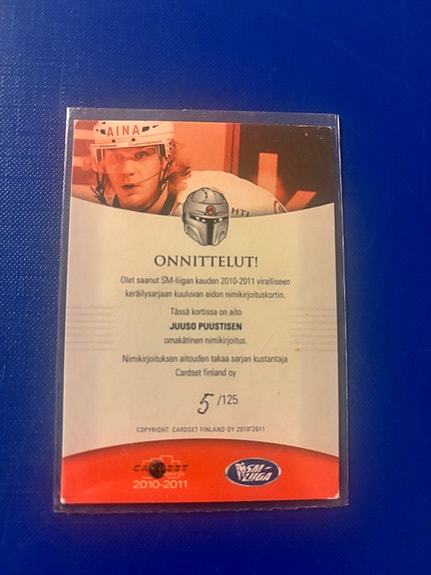 AINA
HTI
ONNITTELUT!
Olet saanut SM-liigan kauden 2010-2011 viralliseen
keräilysarjaan kuuluvan aidon nimikirjoituskortin.
Tässä kortissa on aito
JUUSO PUUSTISEN
omakätinen nimikirjoitus.
Nimikirjoituksen aitouden takaa sarjan kustantaja
Cardset finland oy
5 /125
COPYRIGHT: CARDSET FINLAND OY 2010*2011
CARDSET
2010-2011
SM-
LIIGA